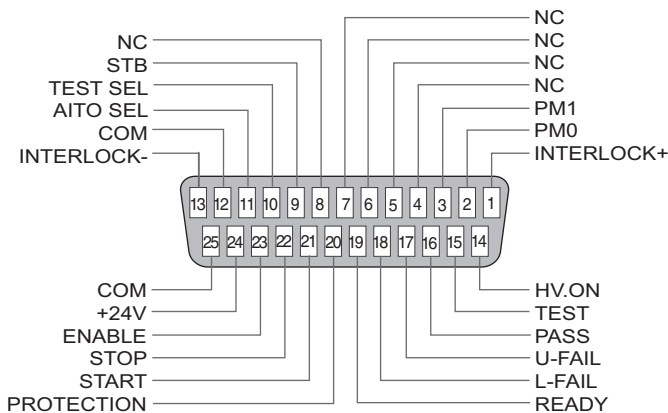 NC
STB
TEST SEL
AITO SEL
COM
INTERLOCK-
NC
NC
NC
NC
PM1
PM0
INTERLOCK+
13 12 11 10 9 8 7 6 5 4 3 2 1
25 24 23 22 21 20 19 18 17 16 15 14
COM
+24V
ENABLE
STOP
START
PROTECTION
HV.ON
TEST
PASS
U-FAIL
L-FAIL
READY